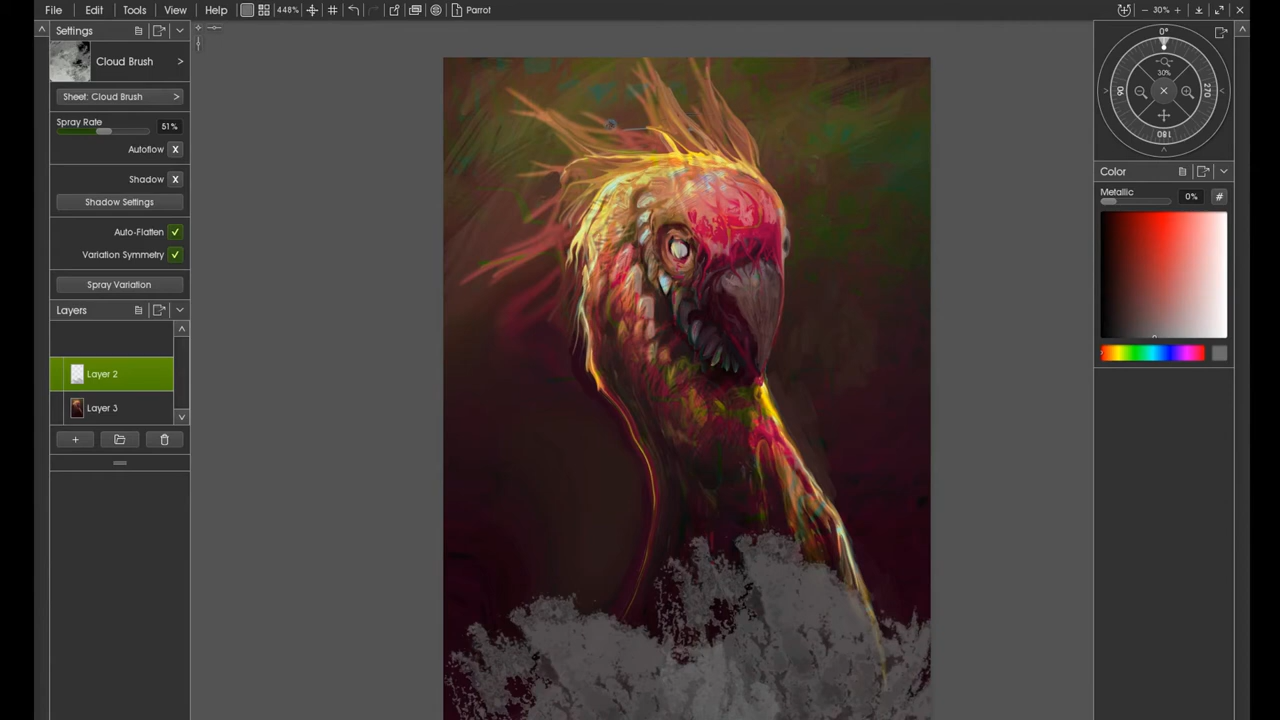 File Edit Tools View Help 448% Parrot 30%
Settings
Cloud Brush >
Sheet: Cloud Brush >
Spray Rate
51%
Autoflow X
Shadow X
Shadow Settings
Auto-Flatten
Variation Symmetry
Spray Variation
Layers
Layer 2
Layer 3
0°
30%
90
270
180
Color
Metallic
0% #